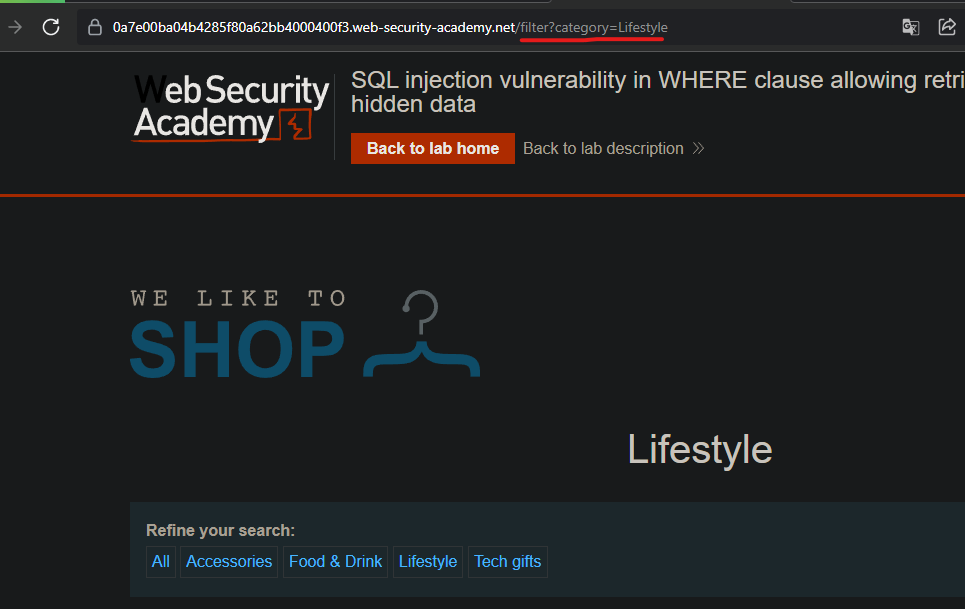 0a7e00ba04b4285f80a62bb4000400f3.web-security-academy.net/filter?category=Lifestyle
Web Security
Academy
SQL injection vulnerability in WHERE clause allowing retri
hidden data
Back to lab home
Back to lab description
WE LIKE TO
SHOP
Lifestyle
Refine your search:
All Accessories Food & Drink Lifestyle Tech gifts